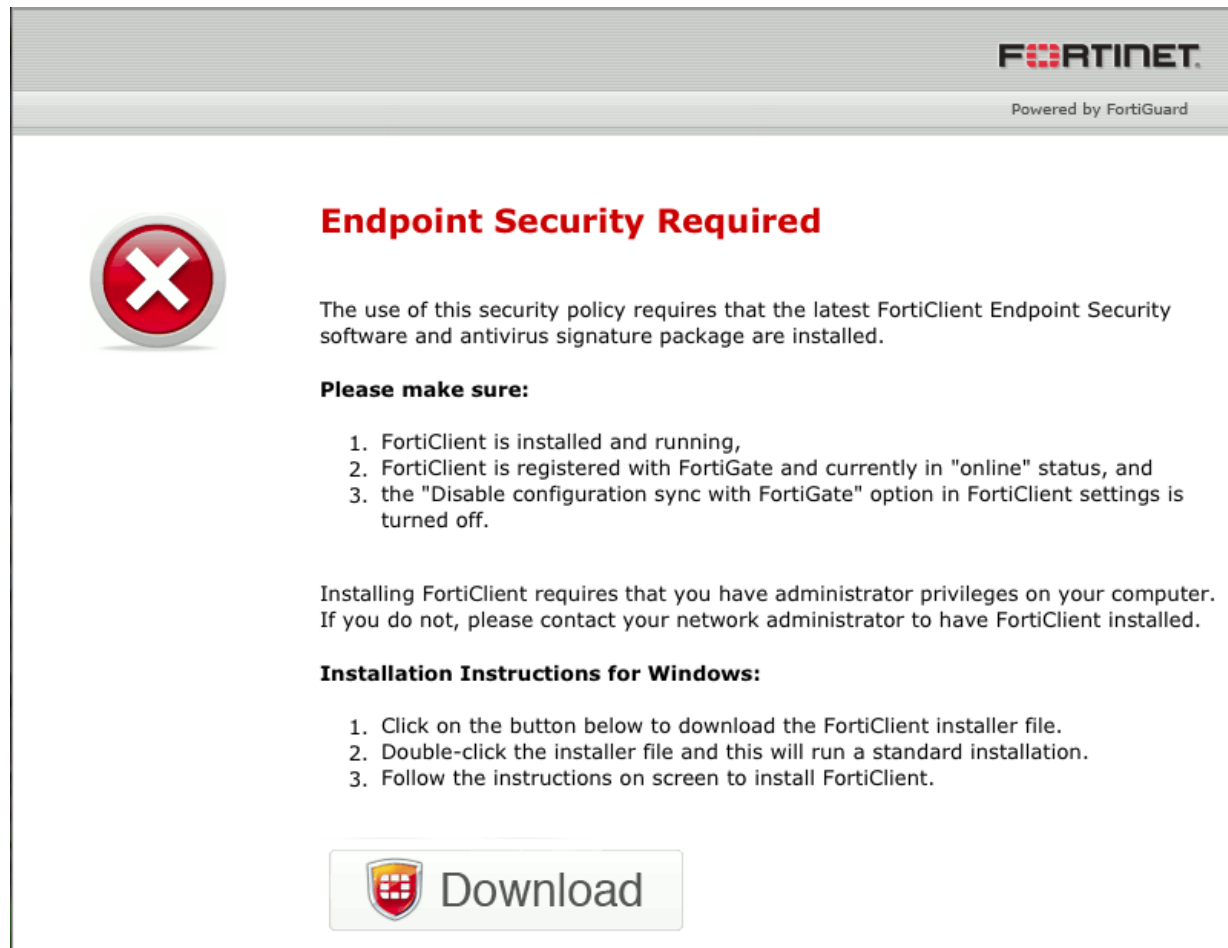 FORTINET.
Powered by FortiGuard
Endpoint Security Required
The use of this security policy requires that the latest FortiClient Endpoint Security
software and antivirus signature package are installed.
Please make sure:
1. FortiClient is installed and running,
2. FortiClient is registered with FortiGate and currently in "online" status, and
3. the "Disable configuration sync with FortiGate" option in FortiClient settings is
turned off.
Installing FortiClient requires that you have administrator privileges on your computer.
If you do not, please contact your network administrator to have FortiClient installed.
Installation Instructions for Windows:
1. Click on the button below to download the FortiClient installer file.
2. Double-click the installer file and this will run a standard installation.
3. Follow the instructions on screen to install FortiClient.
Download